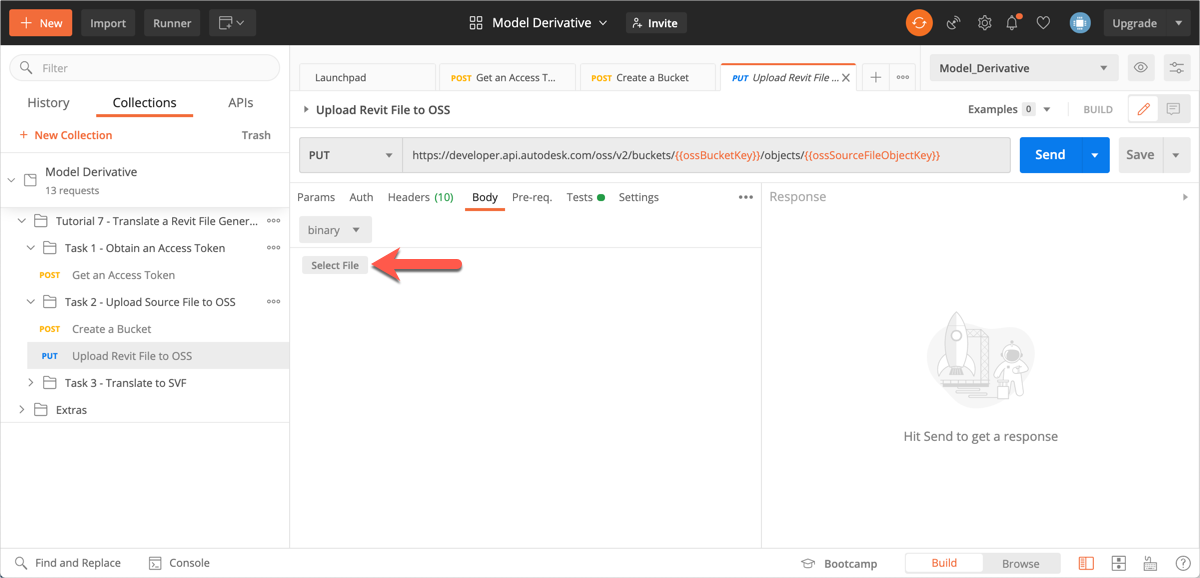 New
Import
Runner
Model Derivative
Invite
Upgrade
Filter
History
Collections
APIs
+ New Collection
Trash
Model Derivative
13 requests
Tutorial 7 - Translate a Revit File Gener...
Task 1 - Obtain an Access Token
POST Get an Access Token
Task 2 - Upload Source File to OSS
POST Create a Bucket
PUT Upload Revit File to OSS
Task 3 - Translate to SVF
Extras
Launchpad
POST Get an Access T...
POST Create a Bucket
PUT Upload Revit File ...
Model_Derivative
Upload Revit File to OSS
Examples 0
BUILD
PUT
https://developer.api.autodesk.com/oss/v2/buckets/{{ossBucketKey}}/objects/{{ossSourceFileObjectKey}}
Send
Save
Params
Auth
Headers (10)
Body
Pre-req.
Tests
Settings
Response
binary
Select File
Hit Send to get a response
Find and Replace
Console
Bootcamp
Build
Browse